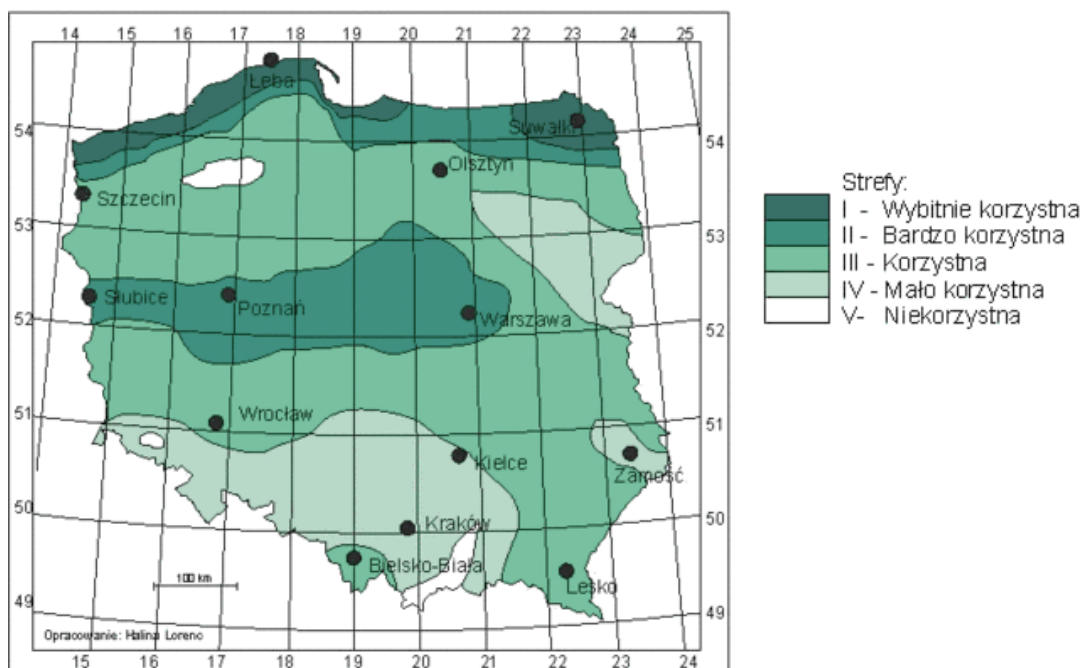 14 15 16 17 18 19 20 21 22 23 24 25
Łeba
54
Suwałki
54
Olsztyn
Szczecin
53
53
Słubice
Poznań
Warszawa
52
52
Wrocław
51
51
Kielce
Zamość
50
50
Kraków
Bielsko-Biała
Lesko
100 km
49
49
Opracowanie: Halina Lorenc
15 16 17 18 19 20 21 22 23 24
Strefy:
I - Wybitnie korzystna
II - Bardzo korzystna
III - Korzystna
IV - Mało korzystna
V- Niekorzystna